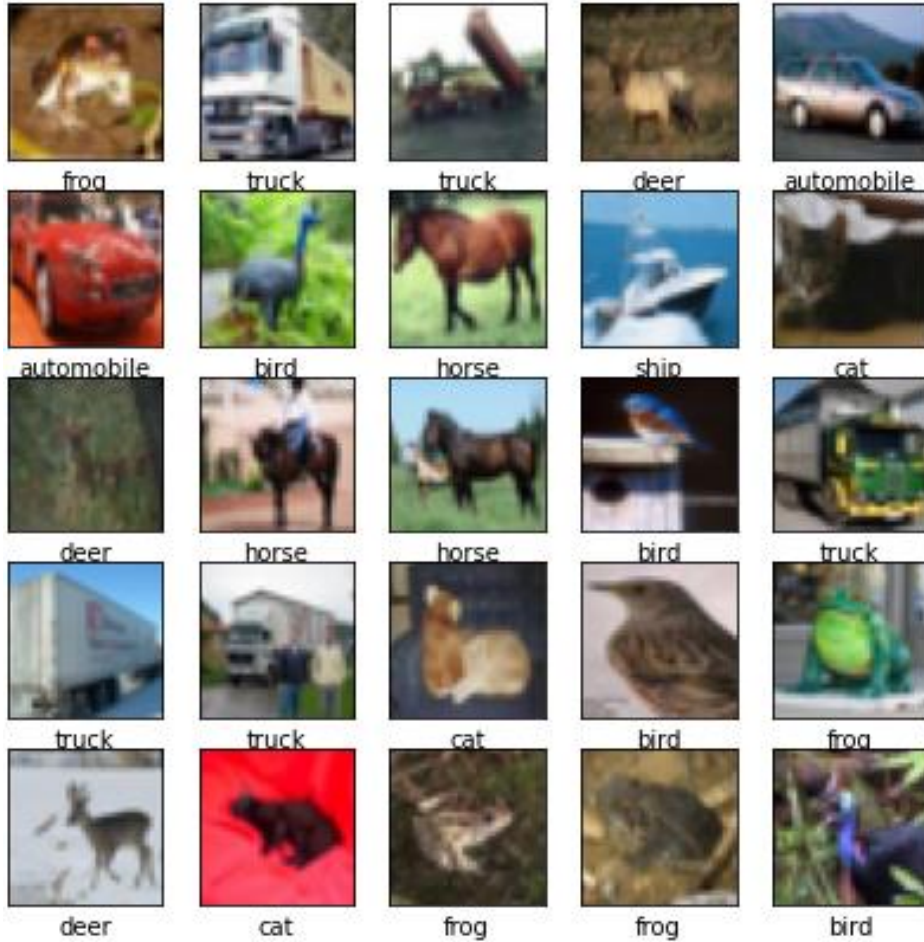 frog truck truck deer automobile
automobile bird horse ship cat
deer horse horse bird truck
truck truck cat bird frog
deer cat frog frog bird